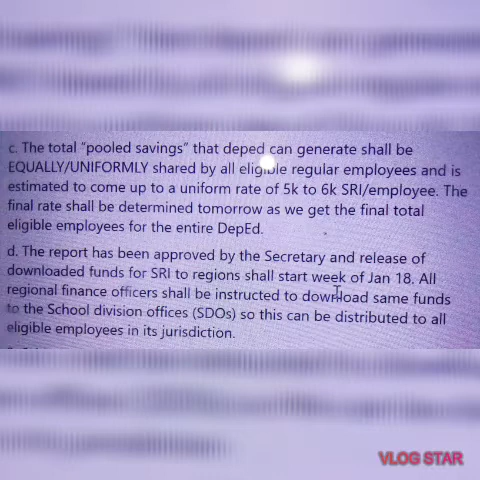 c. The total "pooled savings" that deped can generate shall be
EQUALLY/UNIFORMLY shared by all eligible regular employees and is
estimated to come up to a uniform rate of 5k to 6k SRI/employee. The
final rate shall be determined tomorrow as we get the final total
eligible employees for the entire DepEd.
d. The report has been approved by the Secretary and release of
downloaded funds for SRI to regions shall start week of Jan 18. All
regional finance officers shall be instructed to download same funds
to the School division offices (SDOs) so this can be distributed to all
eligible employees in its jurisdiction.
VLOG STAR